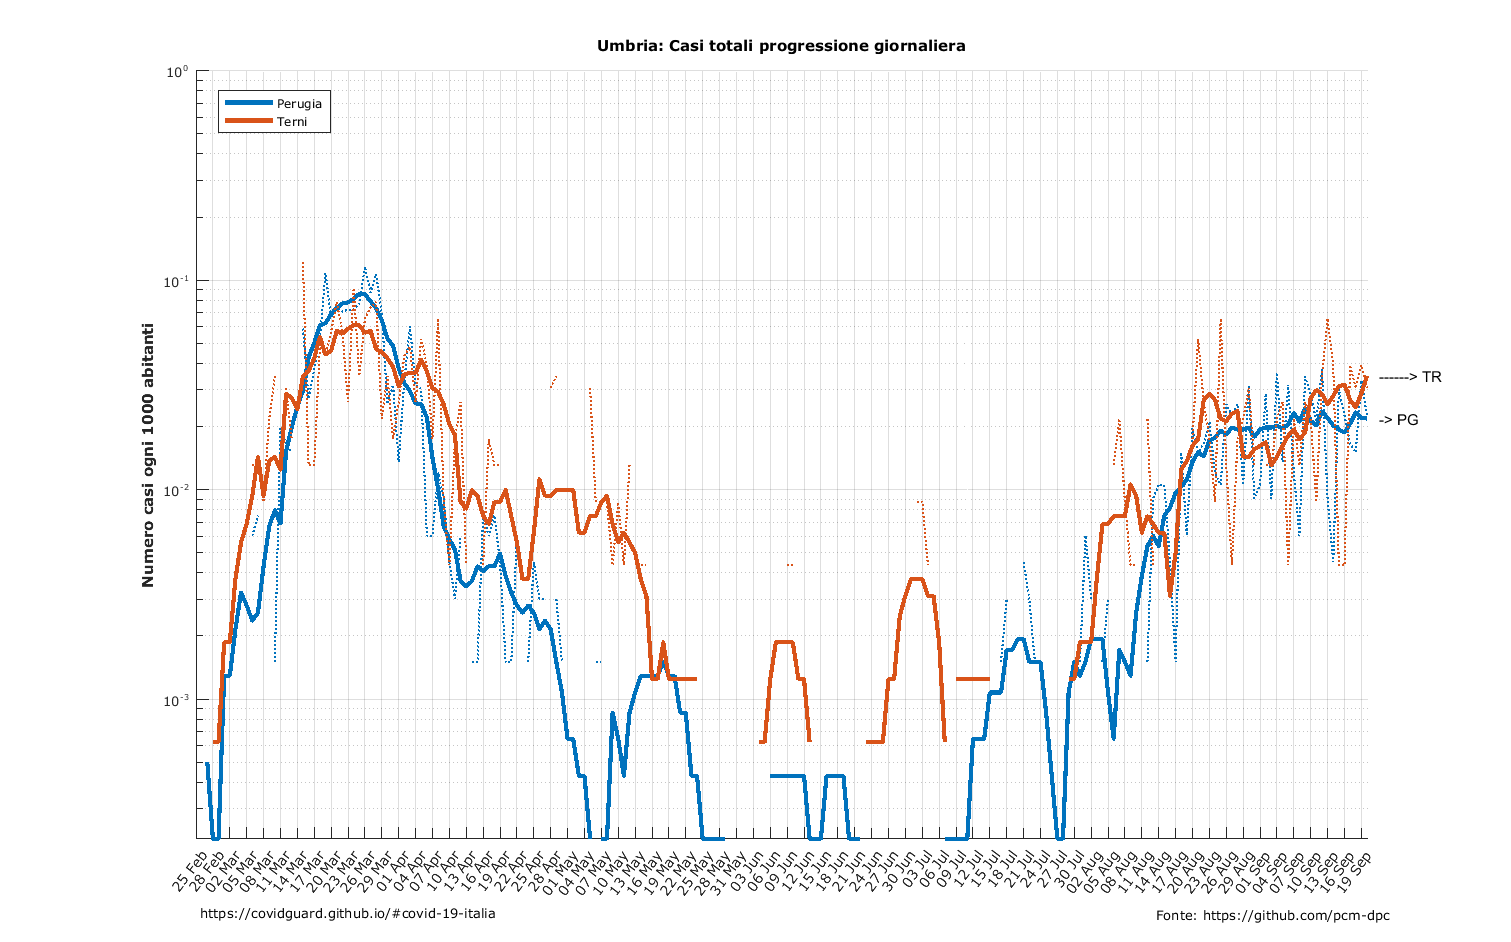 Umbria: Casi totali progressione giornaliera
10^0
10^-1
10^-2
10^-3
Numero casi ogni 1000 abitanti
Perugia
Terni
------> TR
-> PG
25 Feb
28 Feb
02 Mar
05 Mar
08 Mar
11 Mar
14 Mar
17 Mar
20 Mar
23 Mar
26 Mar
29 Mar
01 Apr
04 Apr
07 Apr
10 Apr
13 Apr
16 Apr
19 Apr
22 Apr
25 Apr
28 Apr
01 May
04 May
07 May
10 May
13 May
16 May
19 May
22 May
25 May
28 May
31 May
03 Jun
06 Jun
09 Jun
12 Jun
15 Jun
18 Jun
21 Jun
24 Jun
27 Jun
30 Jun
03 Jul
06 Jul
09 Jul
12 Jul
15 Jul
18 Jul
21 Jul
24 Jul
27 Jul
30 Jul
02 Aug
05 Aug
08 Aug
11 Aug
14 Aug
17 Aug
20 Aug
23 Aug
26 Aug
29 Aug
01 Sep
04 Sep
07 Sep
10 Sep
13 Sep
16 Sep
19 Sep
https://covidguard.github.io/#covid-19-italia
Fonte: https://github.com/pcm-dpc